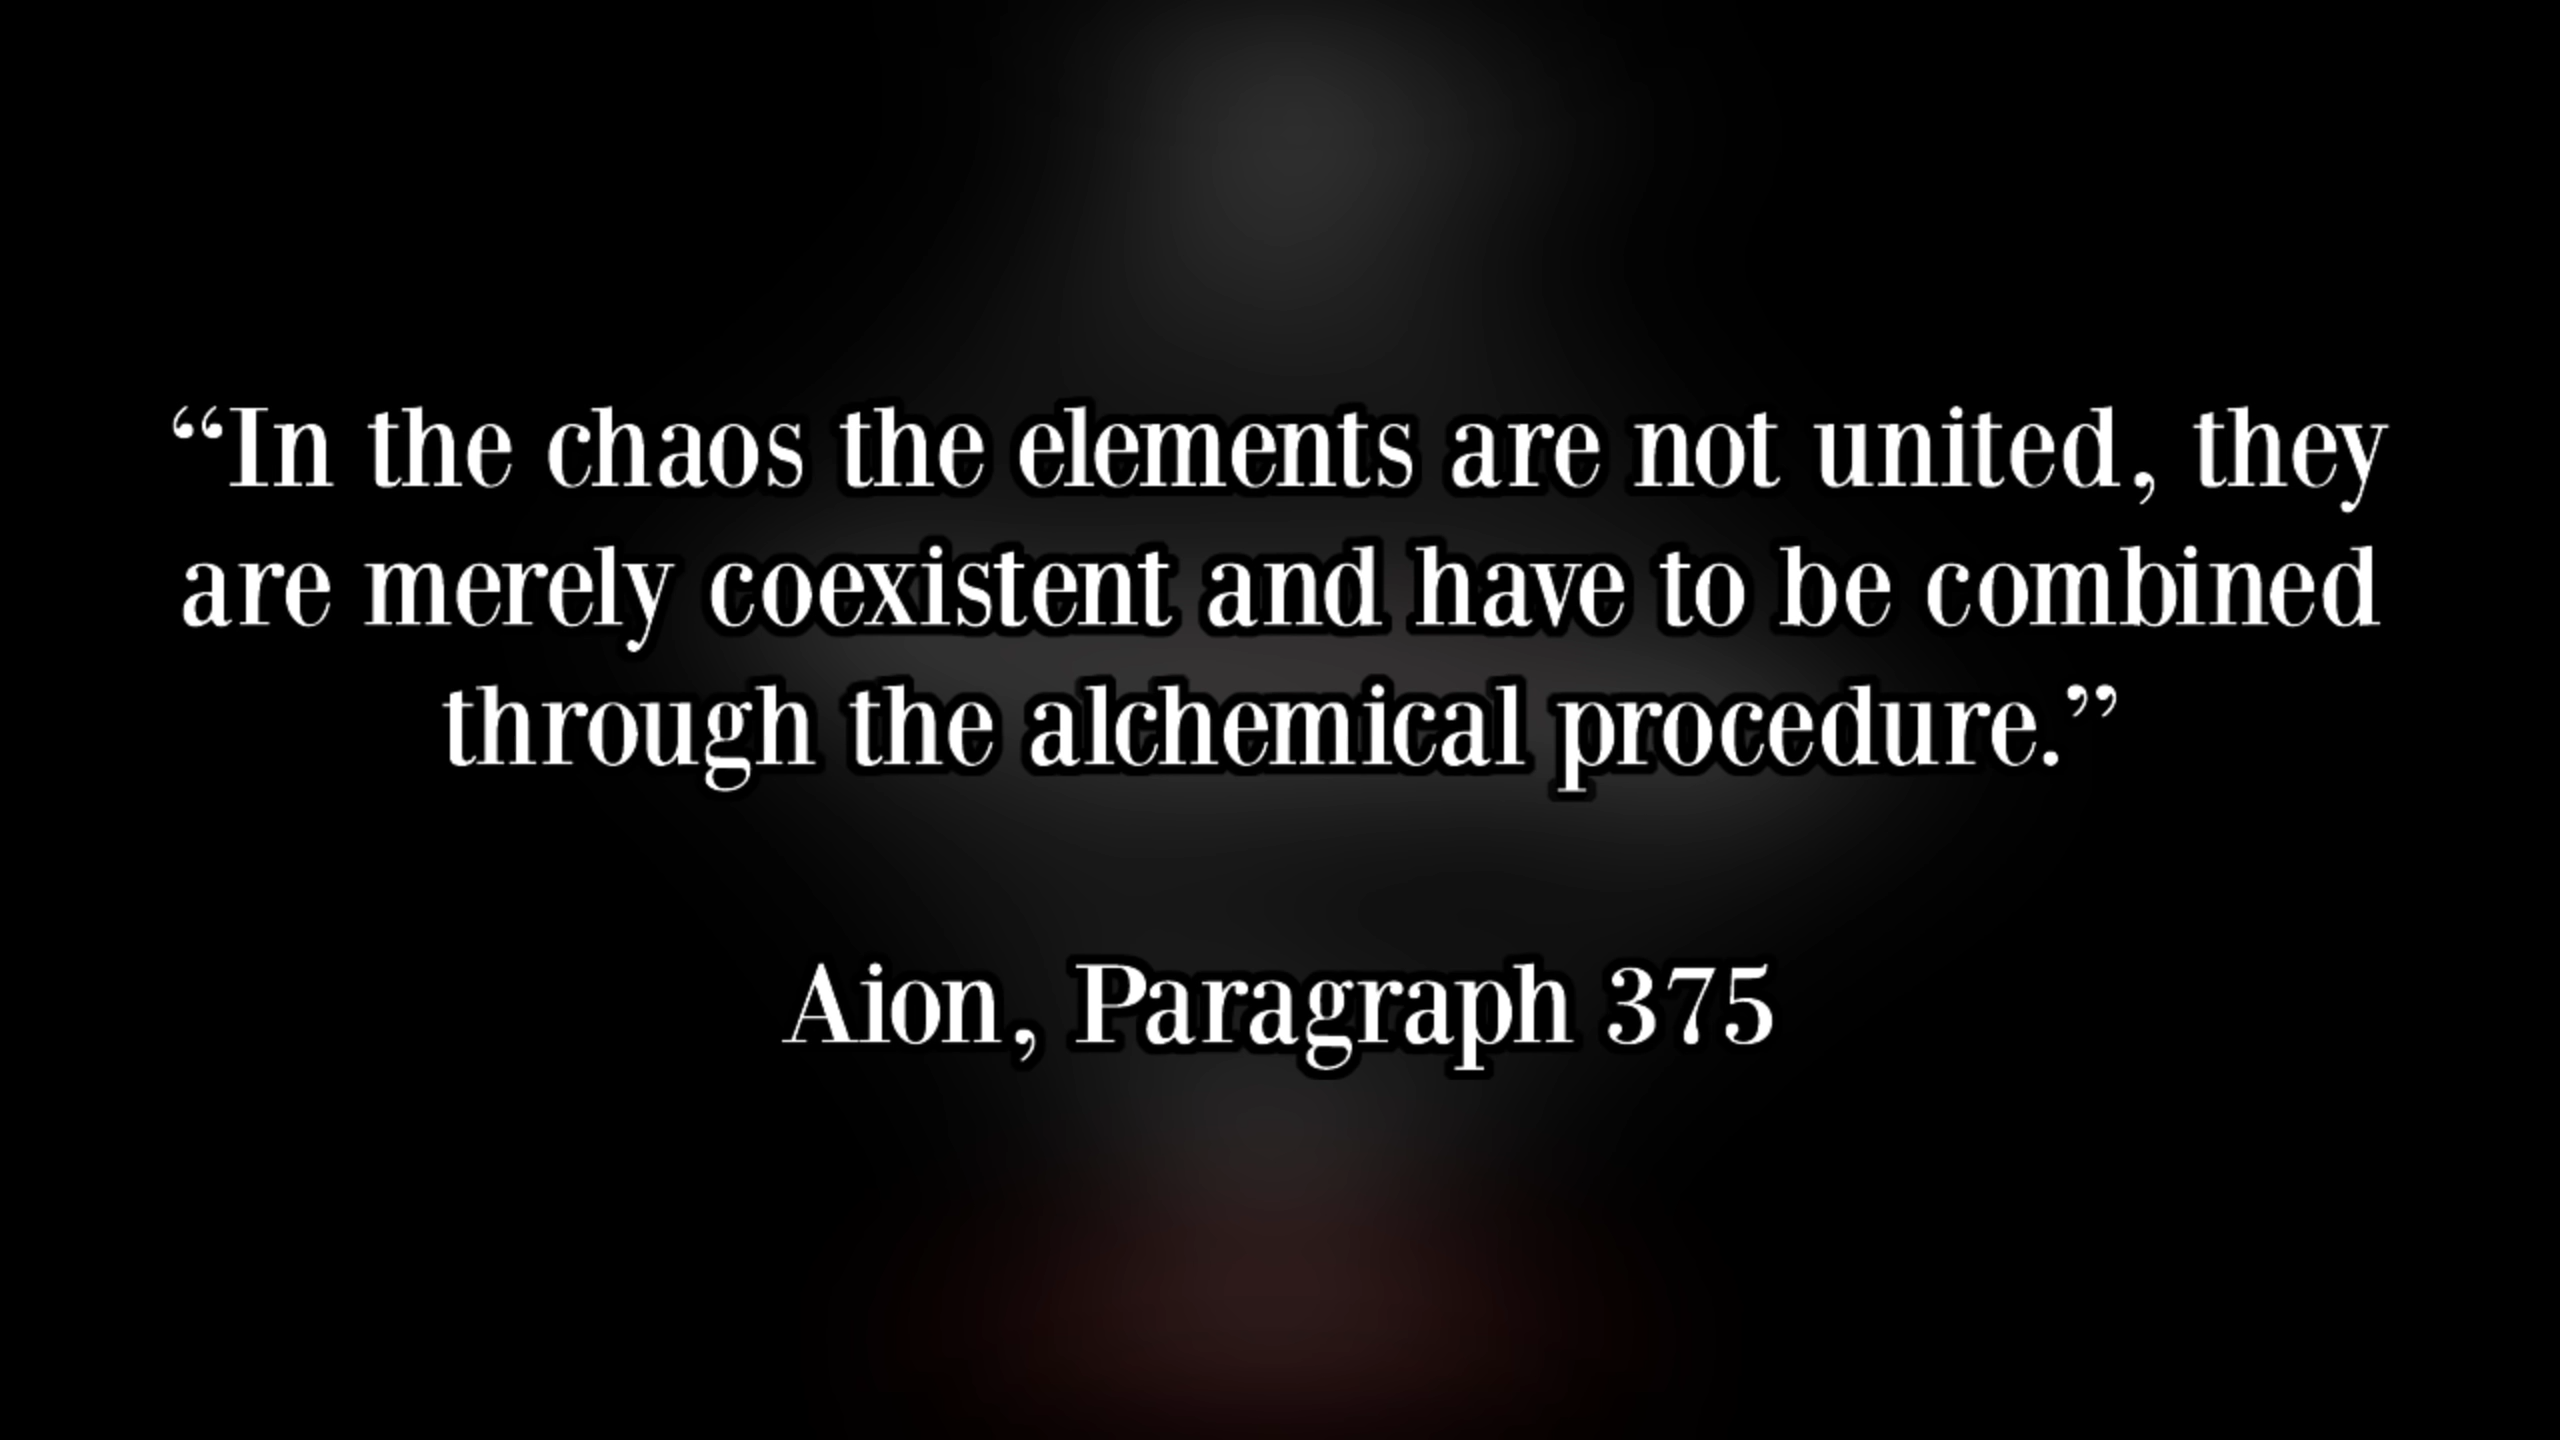 “In the chaos the elements are not united, they
are merely coexistent and have to be combined
through the alchemical procedure.”
Aion, Paragraph 375